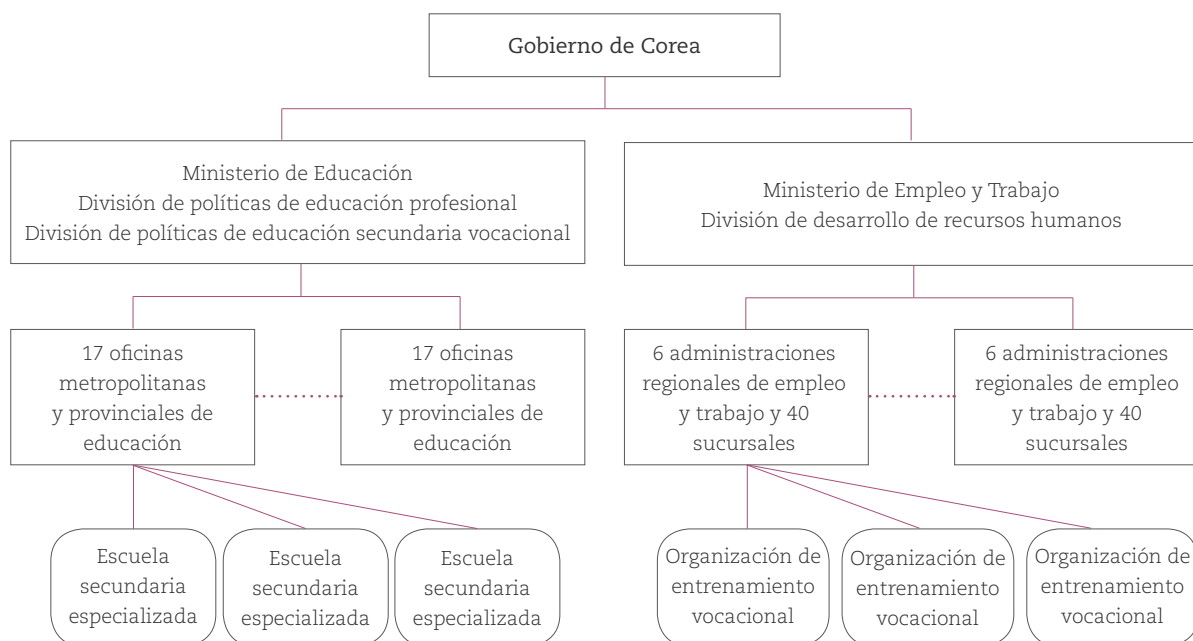 Gobierno de Corea
Ministerio de Educación
División de políticas de educación profesional
División de políticas de educación secundaria vocacional
Ministerio de Empleo y Trabajo
División de desarrollo de recursos humanos
17 oficinas
metropolitanas
y provinciales de
educación
17 oficinas
metropolitanas
y provinciales de
educación
6 administraciones
regionales de empleo
y trabajo y 40
sucursales
6 administraciones
regionales de empleo
y trabajo y 40
sucursales
Escuela
secundaria
especializada
Escuela
secundaria
especializada
Escuela
secundaria
especializada
Organización de
entrenamiento
vocacional
Organización de
entrenamiento
vocacional
Organización de
entrenamiento
vocacional